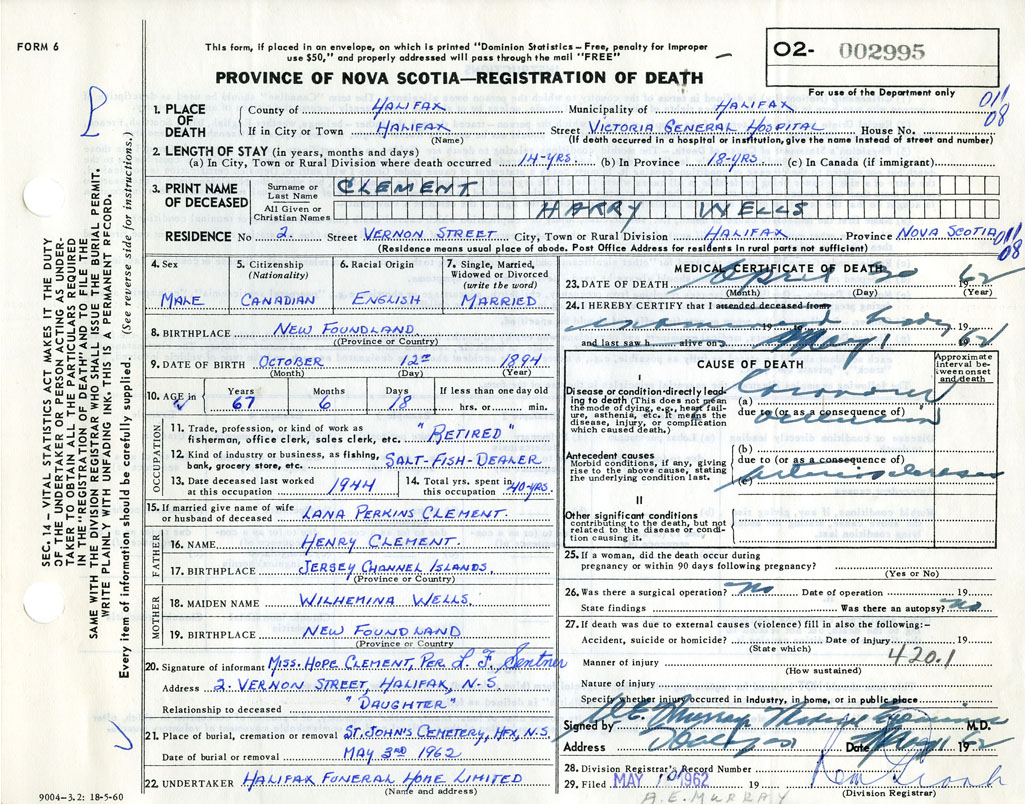 FORM 6
This form, if placed in an envelope, on which is printed "Dominion Statistics – Free, penalty for improper
use $50," and properly addressed will pass through the mail "FREE"
O2- 002995
For use of the Department only
PROVINCE OF NOVA SCOTIA—REGISTRATION OF DEATH
011
08
1. PLACE OF DEATH
County of HALIFAX Municipality of HALIFAX
If in City or Town HALIFAX Street VICTORIA GENERAL HOSPITAL House No.
(Name) (If death occurred in a hospital or institution, give the name instead of street and number)
2. LENGTH OF STAY (in years, months and days)
(a) In City, Town or Rural Division where death occurred 14-YRS. (b) In Province 18-YRS (c) In Canada (if immigrant)
3. PRINT NAME OF DECEASED
Surname or Last Name CLEMENT
All Given or Christian Names HARRY WELLS
RESIDENCE No 2. Street VERNON STREET City, Town or Rural Division HALIFAX Province NOVA SCOTIA
011
08
(Residence means usual place of abode. Post Office Address for residents in rural parts not sufficient)
4. Sex
MALE
5. Citizenship (Nationality)
CANADIAN
6. Racial Origin
ENGLISH
7. Single, Married, Widowed or Divorced (write the word)
MARRIED
8. BIRTHPLACE NEW FOUNDLAND
(Province or Country)
9. DATE OF BIRTH OCTOBER 12th 1894
(Month) (Day) (Year)
10. AGE in Years 67 Months 6 Days 18 If less than one day old hrs. or min.
OCCUPATION
11. Trade, profession, or kind of work as
fisherman, office clerk, sales clerk, etc. "RETIRED"
12. Kind of industry or business, as fishing,
bank, grocery store, etc. SALT-FISH-DEALER
13. Date deceased last worked at this occupation 1944
14. Total yrs. spent in this occupation 40-YRS.
15. If married give name of wife
or husband of deceased LANA PERKINS CLEMENT.
FATHER
16. NAME HENRY CLEMENT.
17. BIRTHPLACE JERSEY CHANNEL ISLANDS.
(Province or Country)
MOTHER
18. MAIDEN NAME WILHEMINA WELLS.
19. BIRTHPLACE NEW FOUNDLAND
(Province or Country
20. Signature of informant MISS. HOPE CLEMENT, PER L. F. Sentner
Address 2. VERNON STREET, HALIFAX, N.S.
Relationship to deceased "DAUGHTER"
21. Place of burial, cremation or removal ST. JOHN'S CEMETERY, HFX, N.S.
Date of burial or removal MAY 3RD 1962
22. UNDERTAKER HALIFAX FUNERAL HOME LIMITED
(Name and address)
9004-3.2: 18-5-60
MEDICAL CERTIFICATE OF DEATH
23. DATE OF DEATH April 30 62
(Month) (Day) (Year)
24. I HEREBY CERTIFY that I attended deceased from
examined body 19 19
and last saw h alive on May 1 62
CAUSE OF DEATH
Approximate interval between onset and death
I
Disease or condition directly leading to death (This does not mean the mode of dying, e.g., heart failure, asthenia, etc. It means the disease, injury, or complication which caused death.)
(a) Coronary
due to (or as a consequence of)
occlusion
Antecedent causes
Morbid conditions, if any, giving rise to the above cause, stating the underlying condition last.
(b)
due to (or as a consequence of)
(c) arteriosclerosis
II
Other significant conditions
contributing to the death, but not related to the disease or condition causing it.
25. If a woman, did the death occur during
pregnancy or within 90 days following pregnancy?
(Yes or No)
26. Was there a surgical operation? No Date of operation 19
State findings Was there an autopsy? No
27. If death was due to external causes (violence) fill in also the following:-
Accident, suicide or homicide? Date of injury 19
(State which)
420.1
Manner of injury
(How sustained)
Nature of injury
Specify whether injury occurred in industry, in home, or in public place
Signed by Murray Medical Examiner M.D.
Address Halifax Date May 1 1962
28. Division Registrar's Record Number
29. Filed MAY 1962 19
(Division Registrar)
A.E. MURRAY
SEC. 14 – VITAL STATISTICS ACT MAKES IT THE DUTY
OF THE UNDERTAKER OR PERSON ACTING AS UNDERTAKER TO OBTAIN ALL THE PARTICULARS REQUIRED
IN THE "REGISTRATION OF DEATH" AND TO FILE THE
SAME WITH THE DIVISION REGISTRAR WHO SHALL ISSUE THE BURIAL PERMIT.
WRITE PLAINLY WITH UNFADING INK. THIS IS A PERMANENT RECORD.
Every item of information should be carefully supplied. (See reverse side for instructions.)